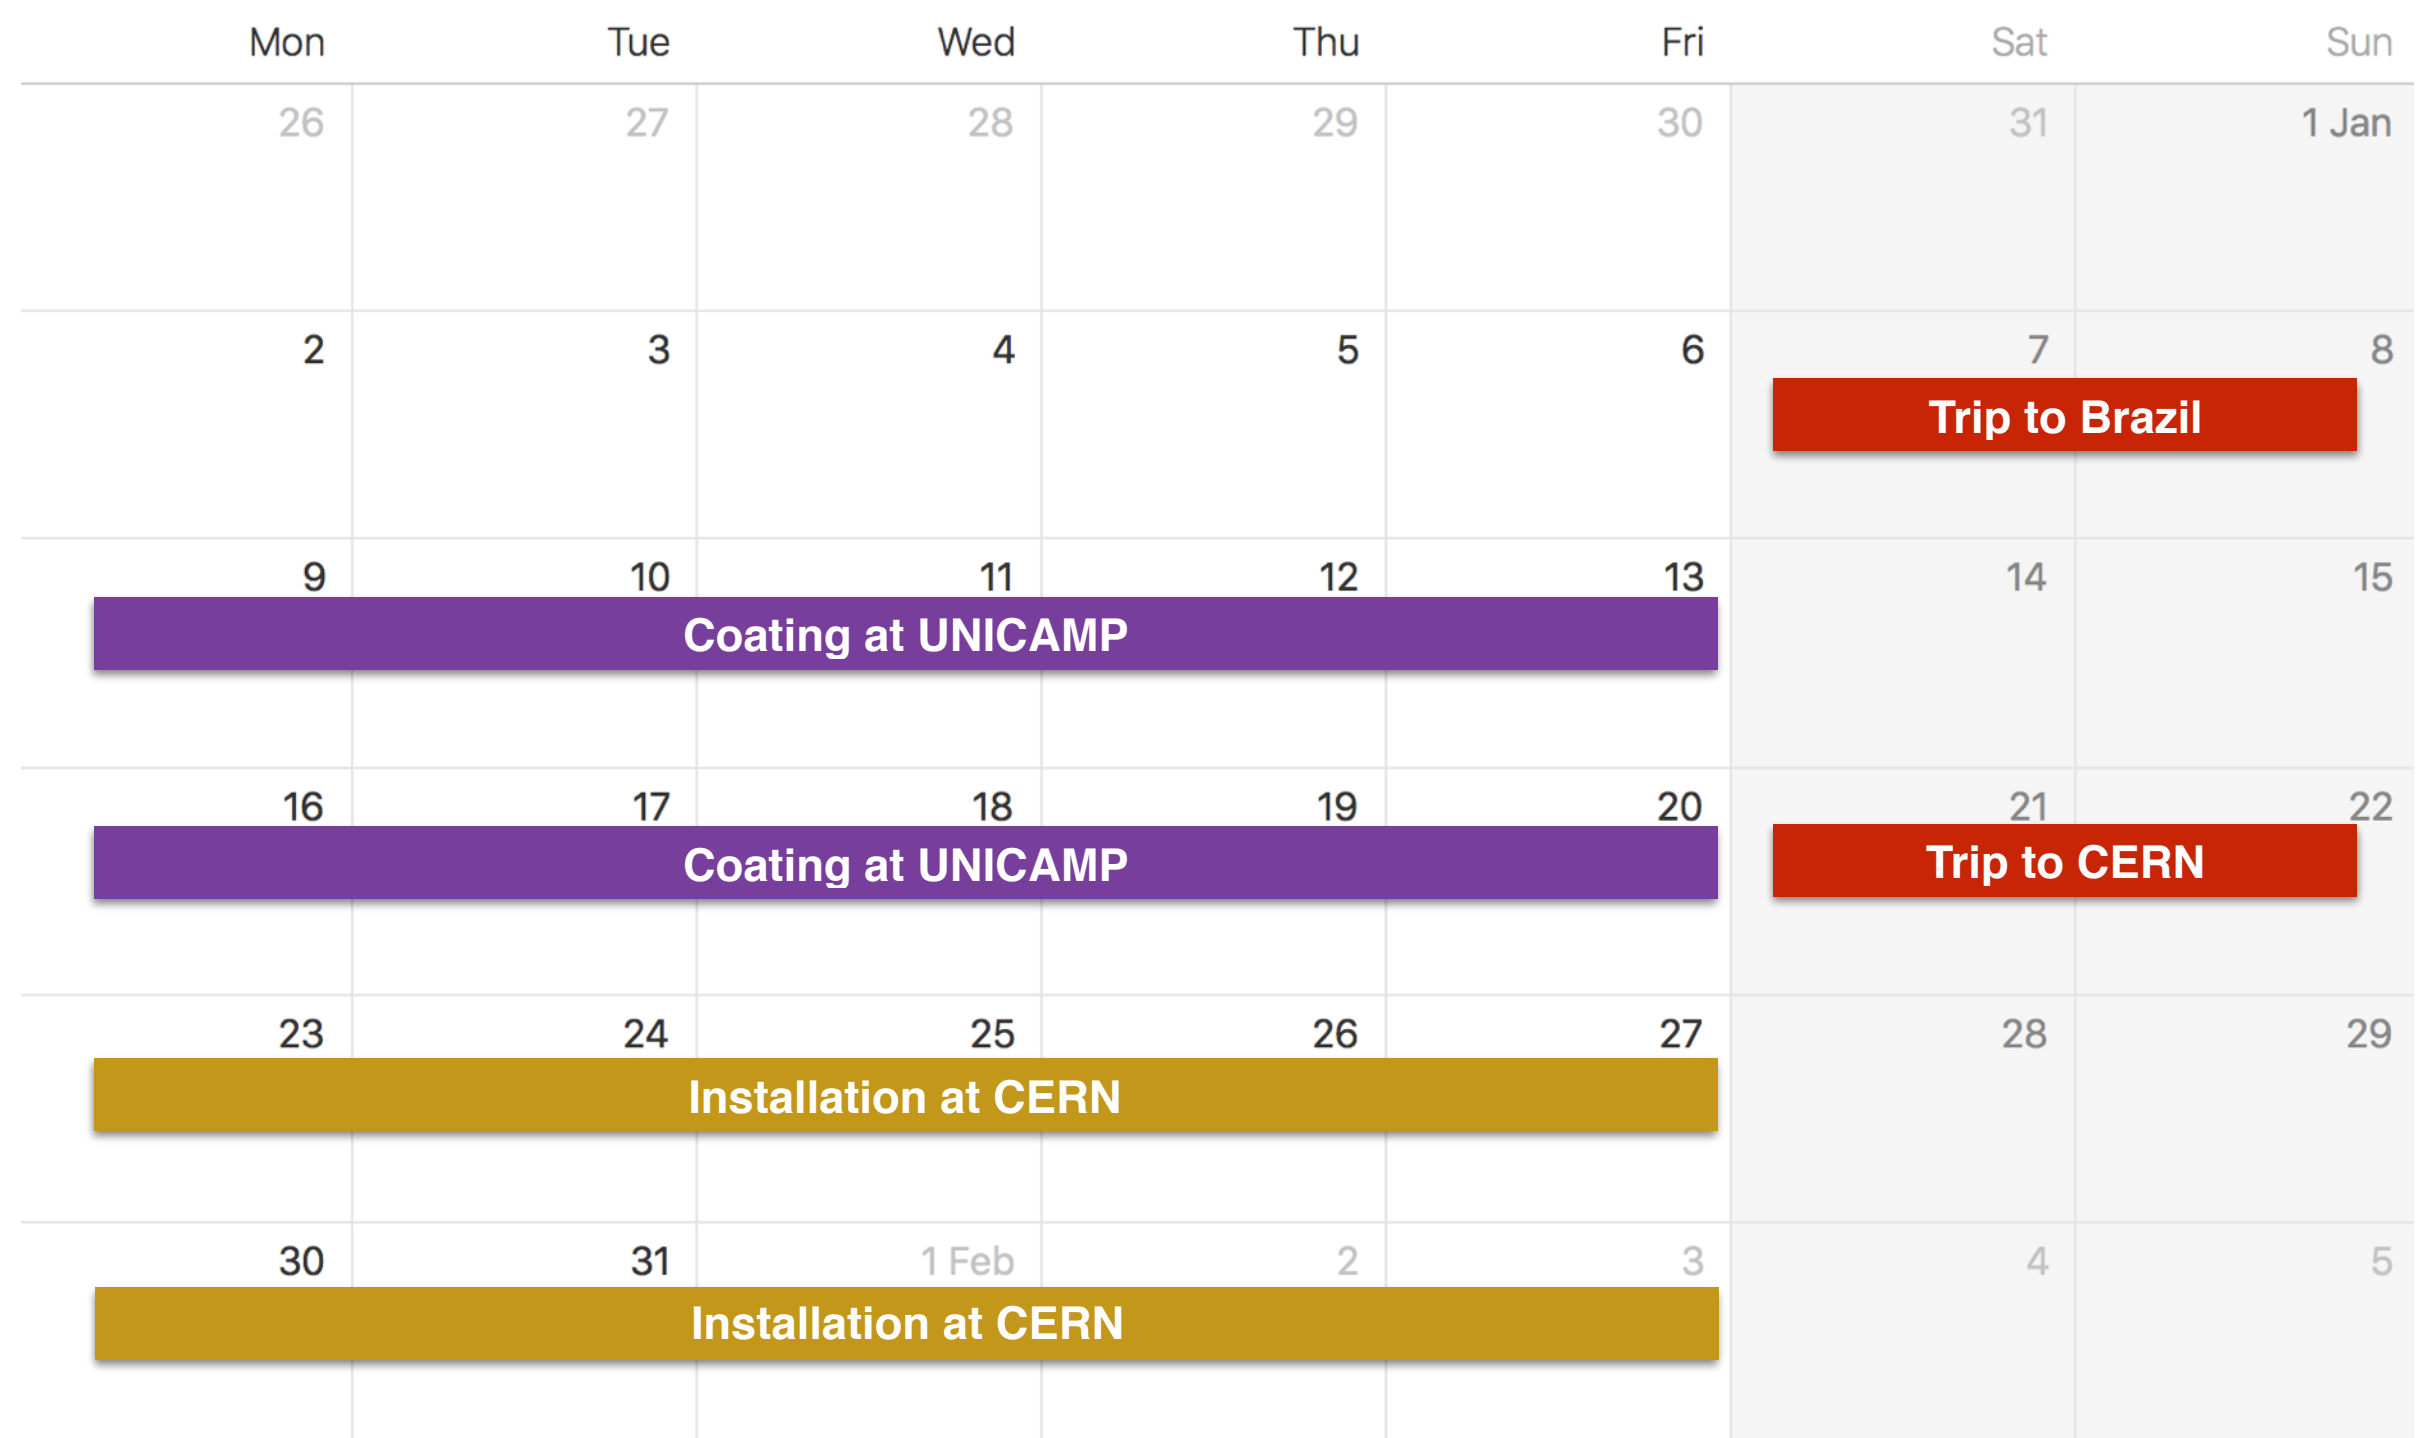 Mon Tue Wed Thu Fri Sat Sun
26 27 28 29 30 31 1 Jan
2 3 4 5 6 7 8
Trip to Brazil
9 10 11 12 13 14 15
Coating at UNICAMP
16 17 18 19 20 21 22
Coating at UNICAMP Trip to CERN
23 24 25 26 27 28 29
Installation at CERN
30 31 1 Feb 2 3 4 5
Installation at CERN